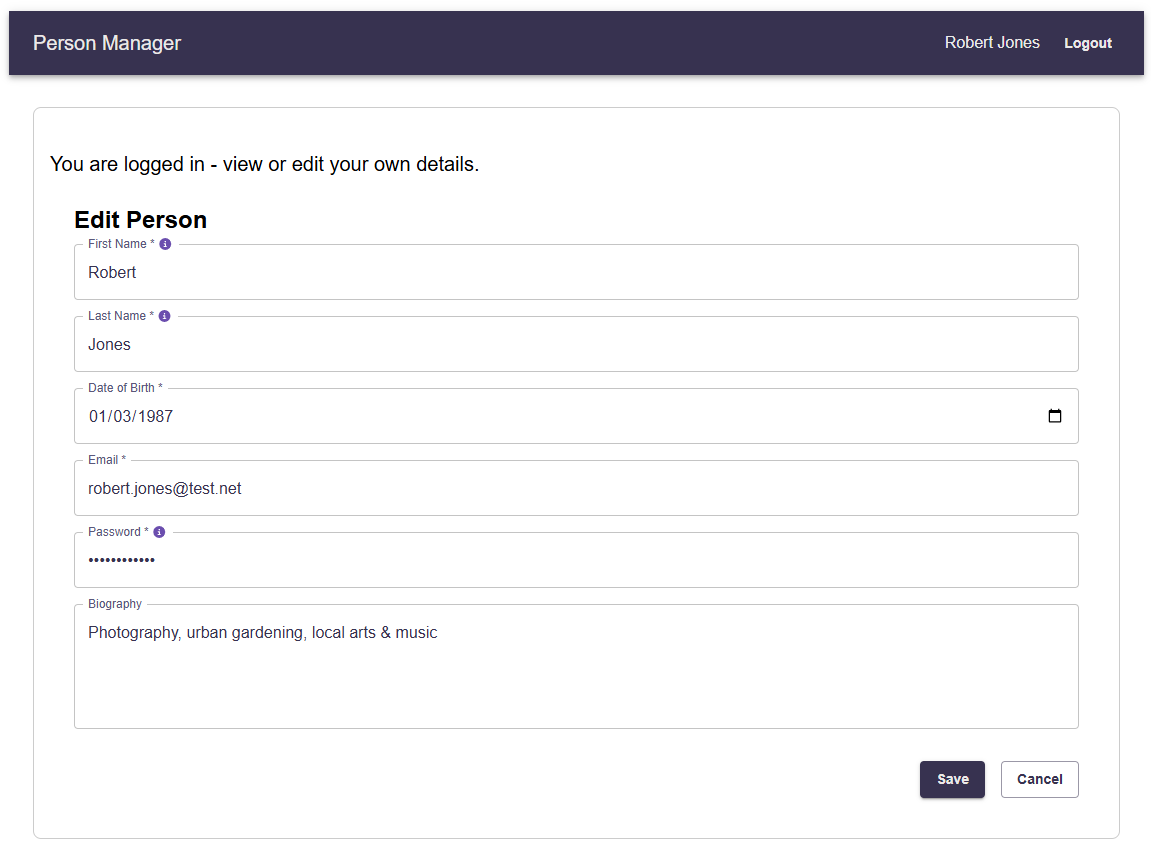 Person Manager Robert Jones Logout
You are logged in - view or edit your own details.
Edit Person
First Name *
Robert
Last Name *
Jones
Date of Birth *
01/03/1987
Email *
robert.jones@test.net
Password *
••••••••••••
Biography
Photography, urban gardening, local arts & music
Save Cancel